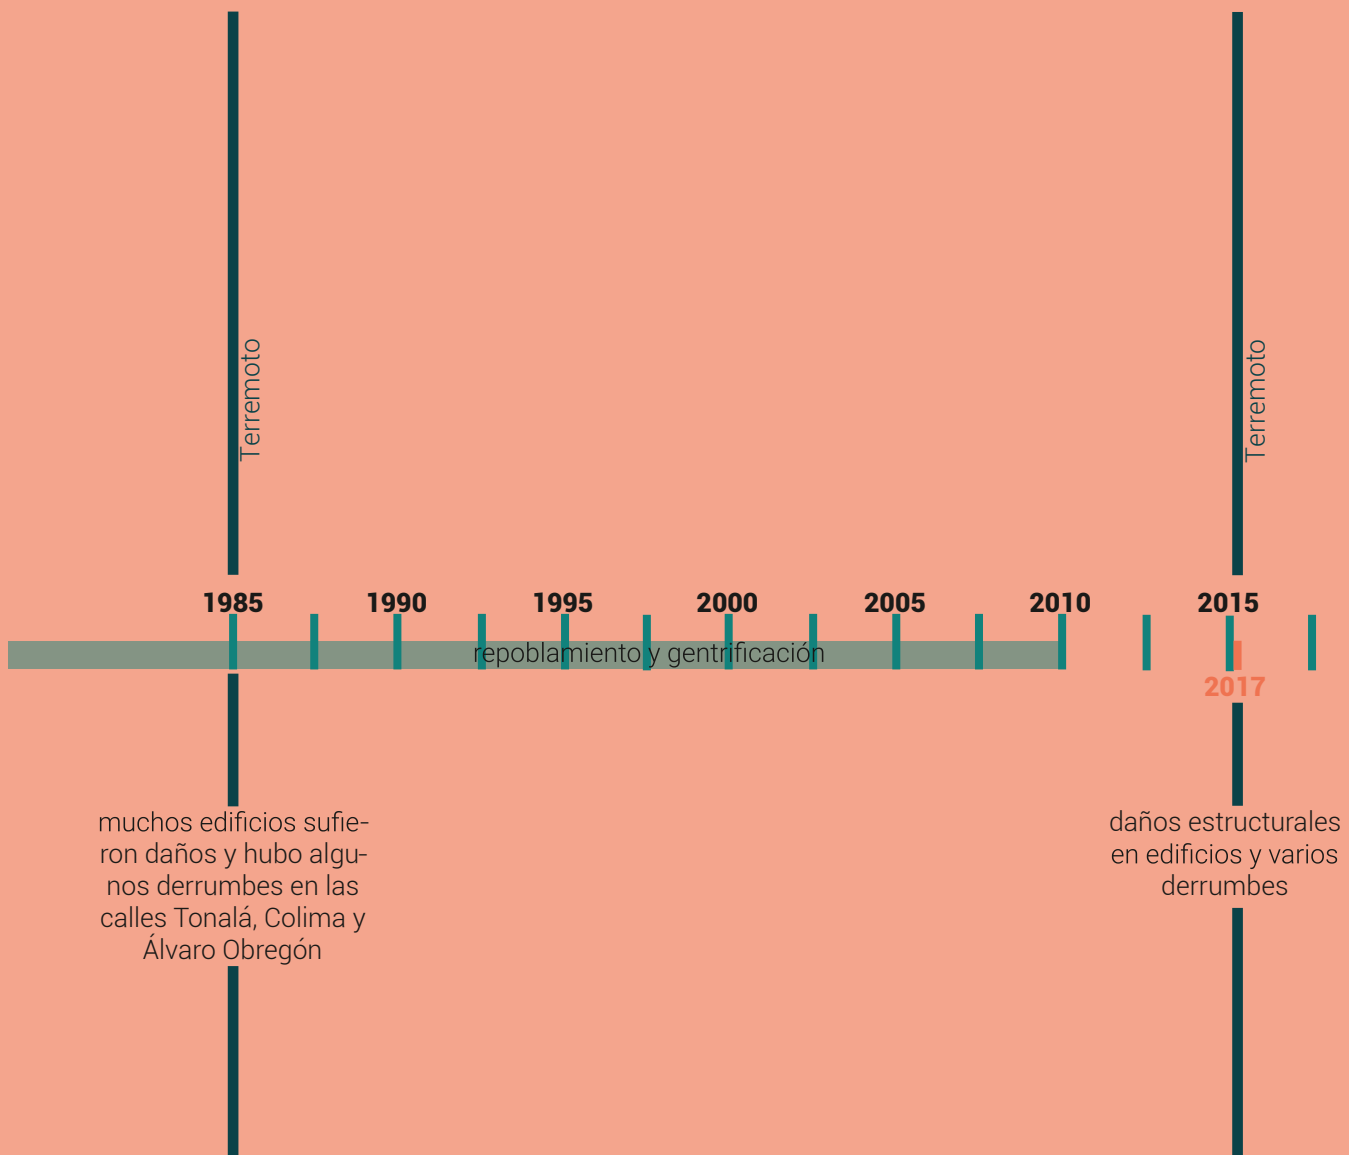 Terremoto
Terremoto
1985
1990
1995
2000
2005
2010
2015
repoblamiento y gentrificación
2017
muchos edificios sufie-
ron daños y hubo algu-
nos derrumbes en las
calles Tonalá, Colima y
Álvaro Obregón
daños estructurales
en edificios y varios
derrumbes